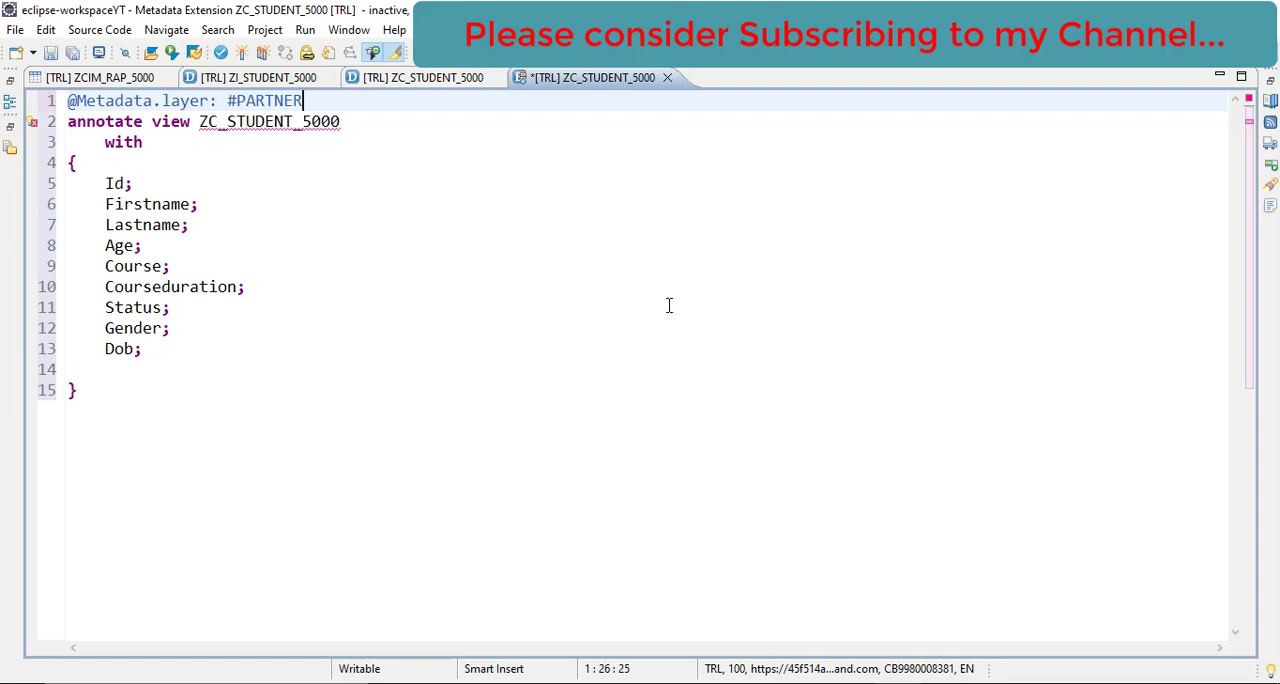 eclipse-workspaceYT - Metadata Extension ZC_STUDENT_5000 [TRL] - inactive,
Please consider Subscribing to my Channel...
File Edit Source Code Navigate Search Project Run Window Help
[TRL] ZCIM_RAP_5000 [TRL] ZI_STUDENT_5000 [TRL] ZC_STUDENT_5000 *[TRL] ZC_STUDENT_5000
1 @Metadata.layer: #PARTNER
2 annotate view ZC_STUDENT_5000
3 with
4 {
5 Id;
6 Firstname;
7 Lastname;
8 Age;
9 Course;
10 Courseduration;
11 Status;
12 Gender;
13 Dob;
14
15 }
Writable Smart Insert 1 : 26 : 25 TRL, 100, https://45f514a...and.com, CB9980008381, EN